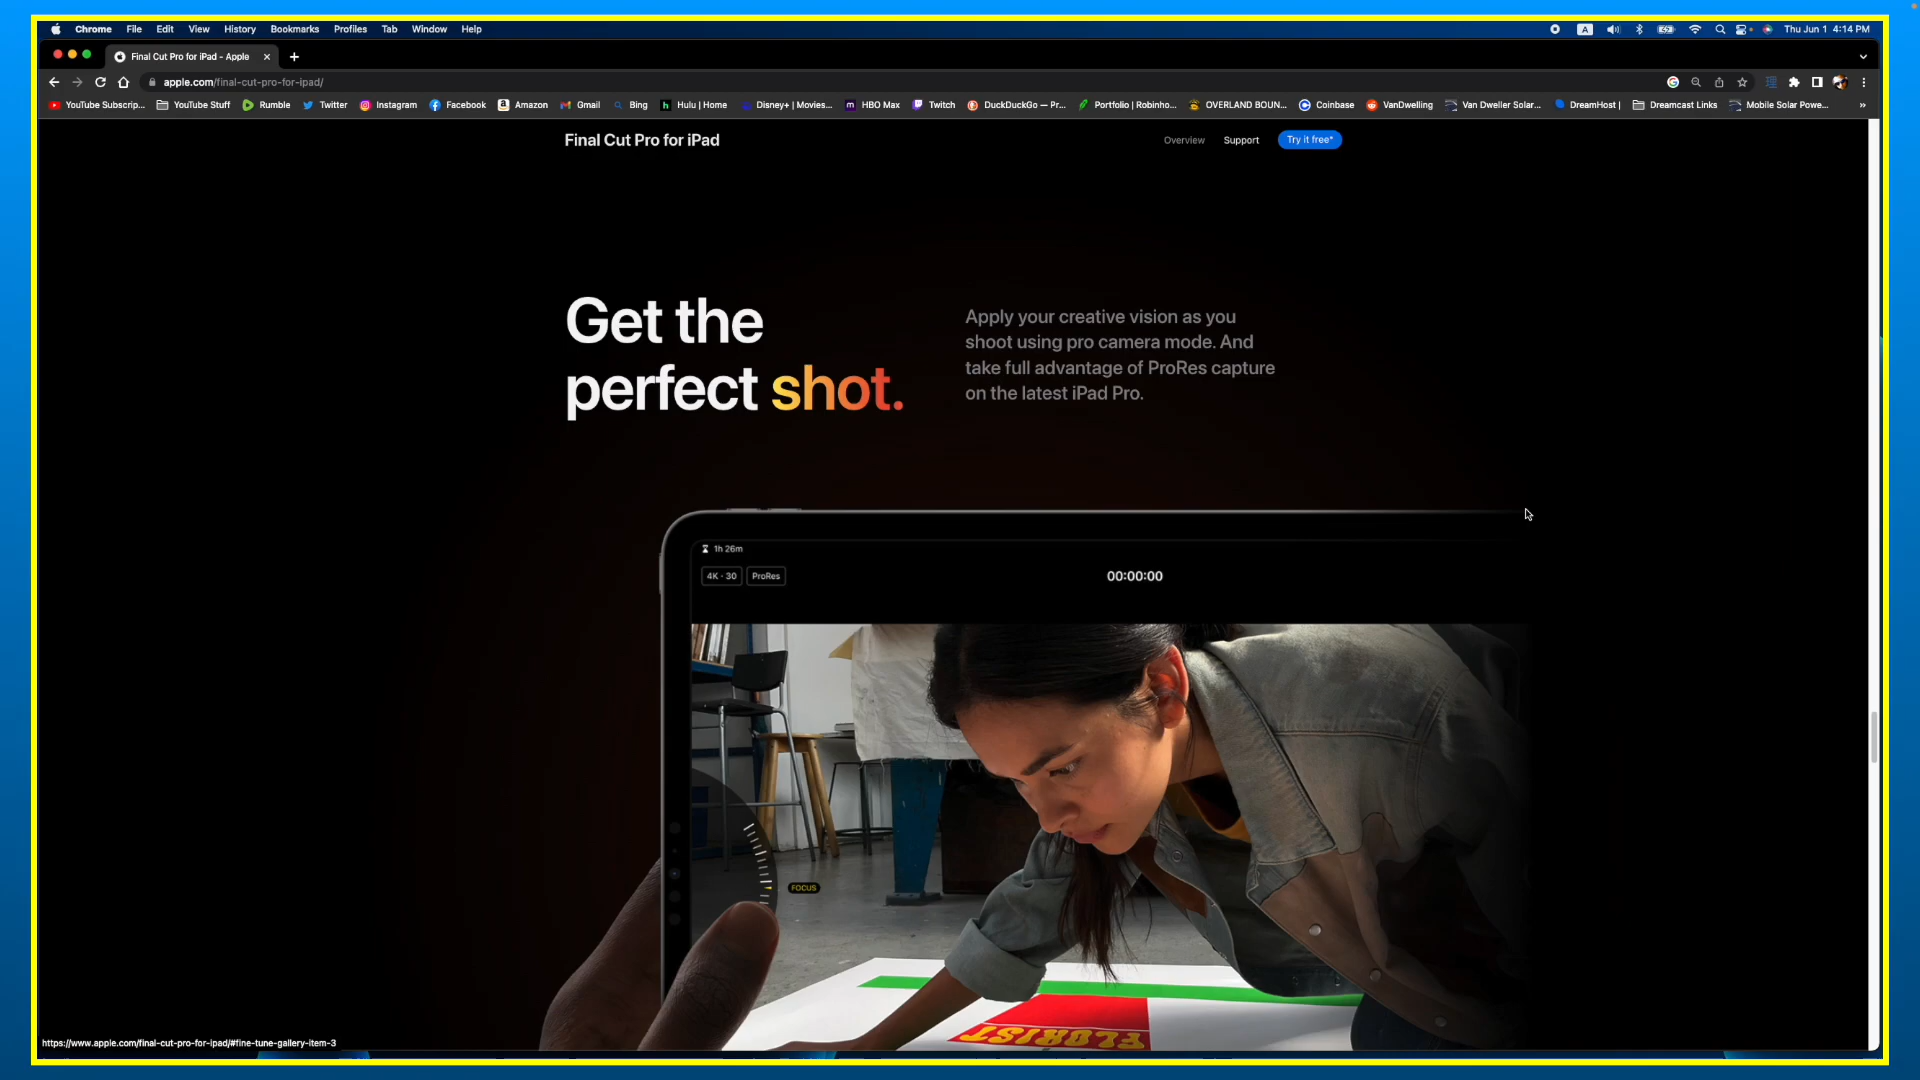 Chrome File Edit View History Bookmarks Profiles Tab Window Help A Thu Jun 1 4:14 PM
Final Cut Pro for iPad - Apple
apple.com/final-cut-pro-for-ipad/
YouTube Subscrip... YouTube Stuff Rumble Twitter Instagram Facebook Amazon Gmail Bing Hulu | Home Disney+ | Movies... HBO Max Twitch DuckDuckGo — Pr... Portfolio | Robinho... OVERLAND BOUN... Coinbase VanDwelling Van Dweller Solar... DreamHost | Dreamcast Links Mobile Solar Powe... »
Final Cut Pro for iPad Overview Support Try it free*
Get the
perfect shot.
Apply your creative vision as you
shoot using pro camera mode. And
take full advantage of ProRes capture
on the latest iPad Pro.
1h 26m
4K · 30 ProRes 00:00:00
FOCUS
FLORIST
https://www.apple.com/final-cut-pro-for-ipad/#fine-tune-gallery-item-3